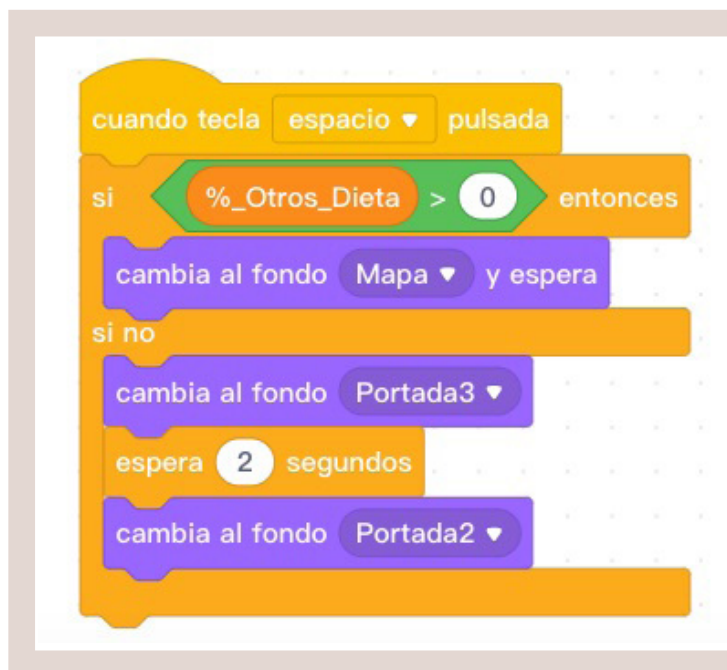 cuando tecla espacio pulsada
si %_Otros_Dieta > 0 entonces
cambia al fondo Mapa y espera
si no
cambia al fondo Portada3
espera 2 segundos
cambia al fondo Portada2